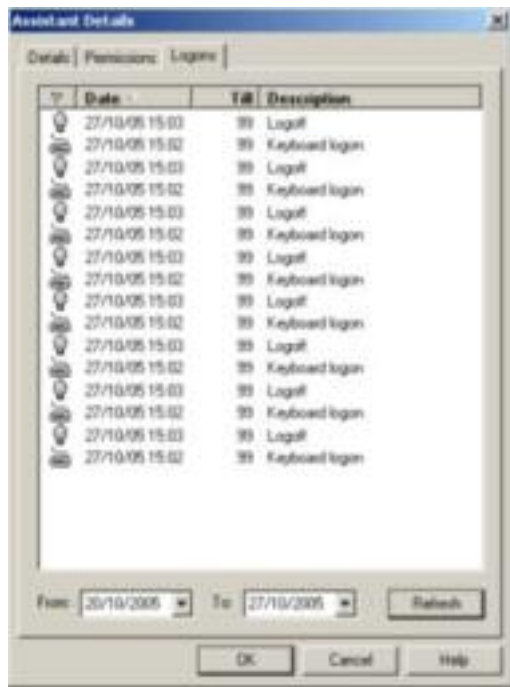 Assistant Details
Details Permissions Logons
Date Till Description
27/10/05 15:03 99 Logoff
27/10/05 15:02 99 Keyboard logon
27/10/05 15:03 99 Logoff
27/10/05 15:02 99 Keyboard logon
27/10/05 15:03 99 Logoff
27/10/05 15:02 99 Keyboard logon
27/10/05 15:03 99 Logoff
27/10/05 15:02 99 Keyboard logon
27/10/05 15:03 99 Logoff
27/10/05 15:02 99 Keyboard logon
27/10/05 15:03 99 Logoff
27/10/05 15:02 99 Keyboard logon
27/10/05 15:03 99 Logoff
27/10/05 15:02 99 Keyboard logon
27/10/05 15:03 99 Logoff
27/10/05 15:02 99 Keyboard logon
From: 20/10/2005 To: 27/10/2005 Refresh
OK Cancel Help